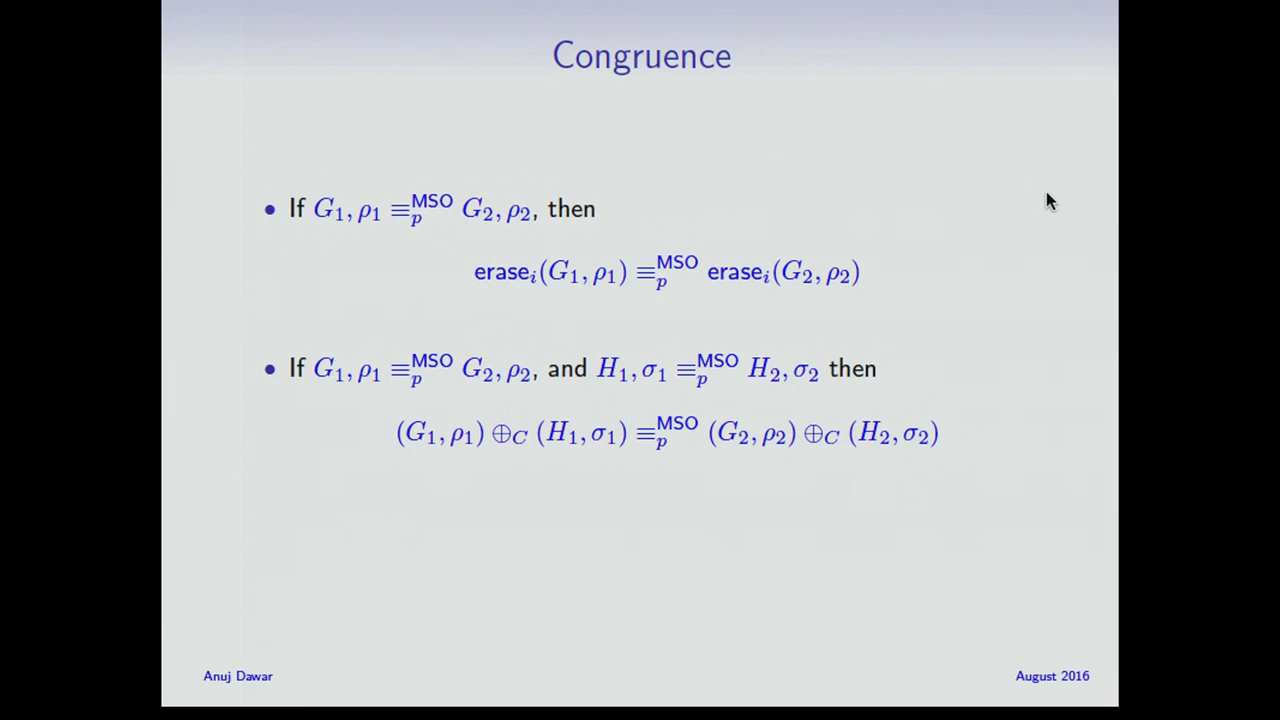 Congruence
• If G₁, ρ₁ ≡ₚᴹˢᴼ G₂, ρ₂, then
eraseᵢ(G₁, ρ₁) ≡ₚᴹˢᴼ eraseᵢ(G₂, ρ₂)
• If G₁, ρ₁ ≡ₚᴹˢᴼ G₂, ρ₂, and H₁, σ₁ ≡ₚᴹˢᴼ H₂, σ₂ then
(G₁, ρ₁) ⊕_C (H₁, σ₁) ≡ₚᴹˢᴼ (G₂, ρ₂) ⊕_C (H₂, σ₂)
Anuj Dawar
August 2016